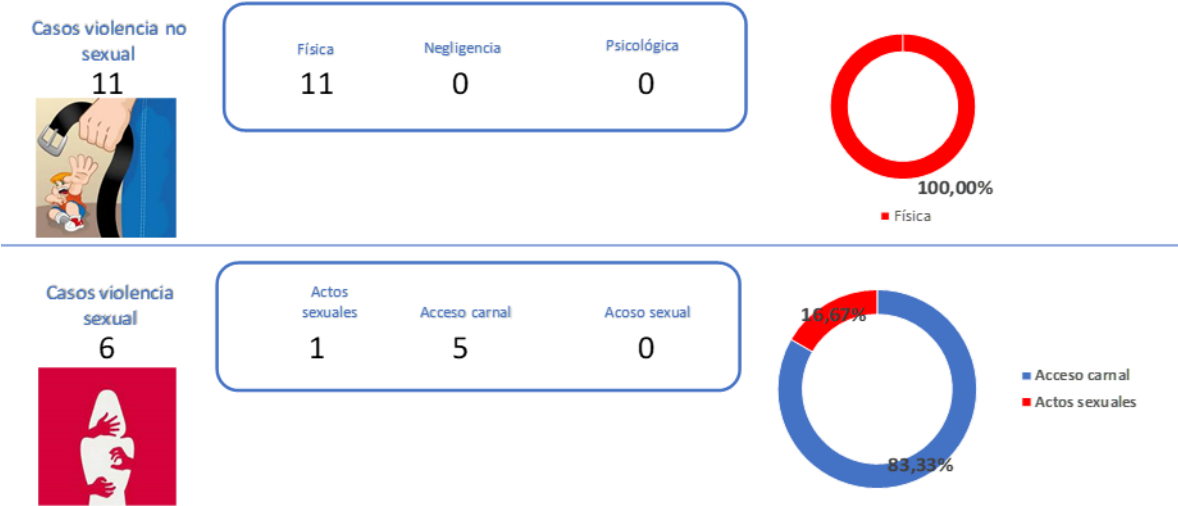 Casos violencia no
sexual
11
Física
Negligencia
Psicológica
11
0
0
100,00%
Física
Casos violencia
sexual
6
Actos
sexuales
Acceso carnal
Acoso sexual
1
5
0
16,67%
83,33%
Acceso carnal
Actos sexuales